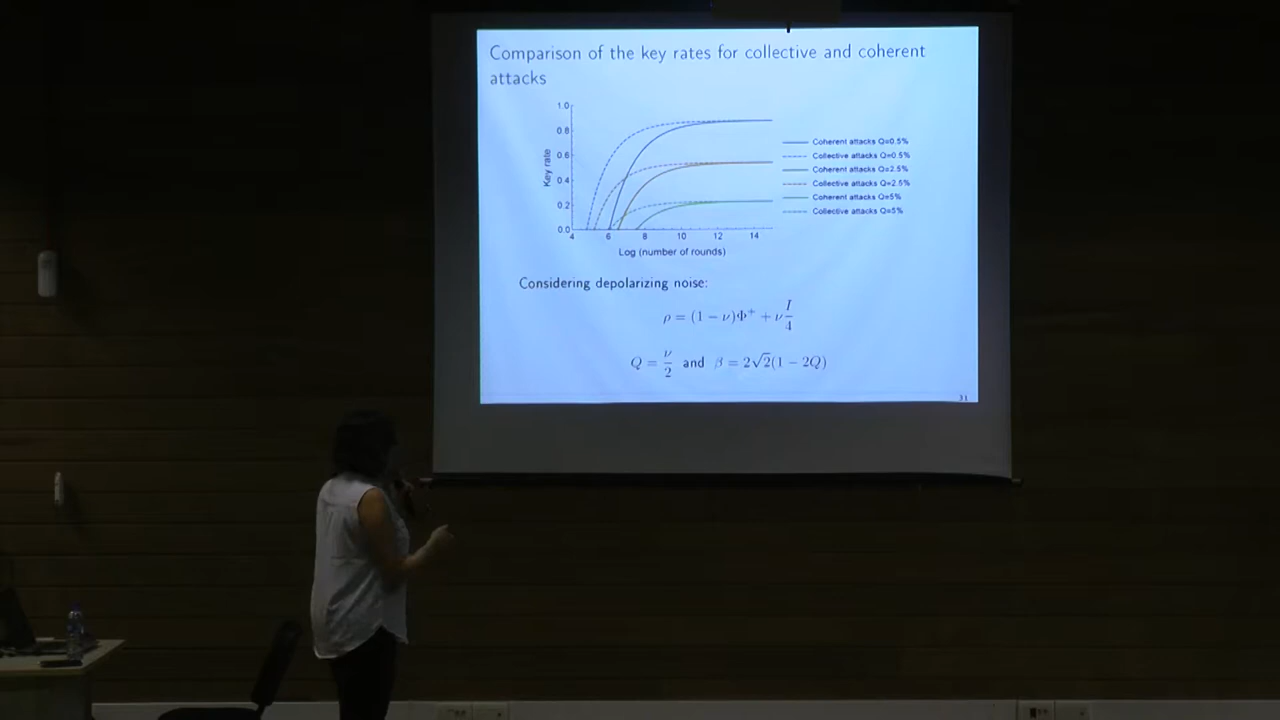 Comparison of the key rates for collective and coherent
attacks
1.0
0.8
0.6
0.4
0.2
0.0
Key rate
4 6 8 10 12 14
Log (number of rounds)
Coherent attacks Q=0.5%
Collective attacks Q=0.5%
Coherent attacks Q=2.5%
Collective attacks Q=2.5%
Coherent attacks Q=5%
Collective attacks Q=5%
Considering depolarizing noise:
ρ = (1 − ν)Φ⁺ + ν I/4
Q = ν/2 and β = 2√2(1 − 2Q)
31